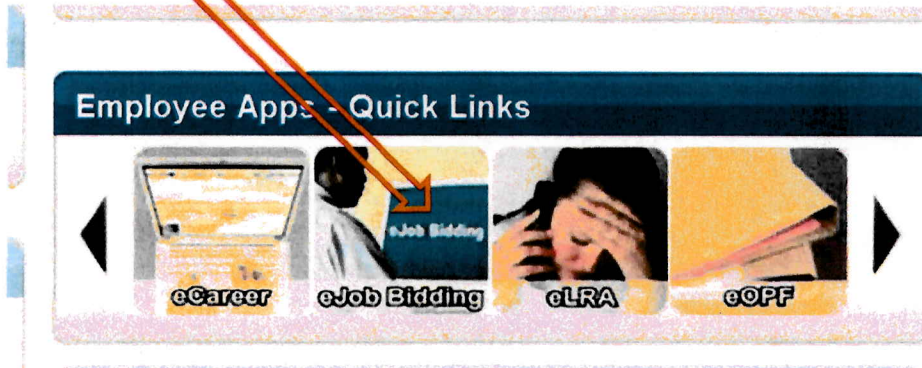 Employee Apps - Quick Links
eJob Bidding
eCareer
eJob Bidding
eLRA
eOPF